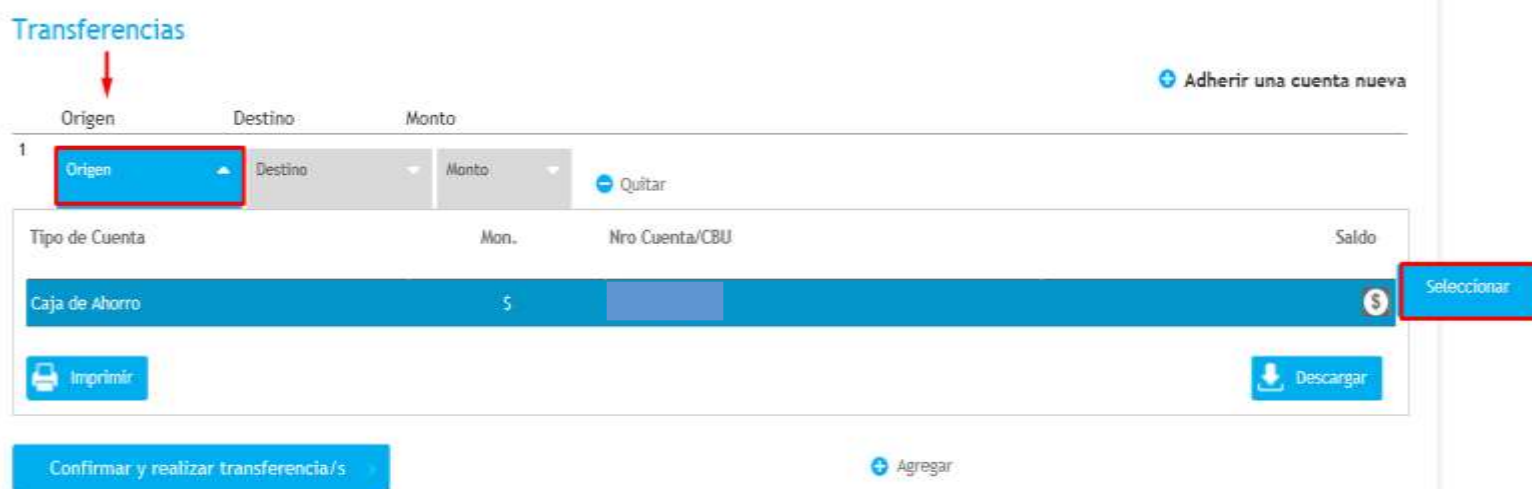 Transferencias
Adherir una cuenta nueva
Origen Destino Monto
1
Origen Destino Monto Quitar
Tipo de Cuenta Mon. Nro Cuenta/CBU Saldo
Caja de Ahorro $ $ Seleccionar
Imprimir Descargar
Confirmar y realizar transferencia/s Agregar